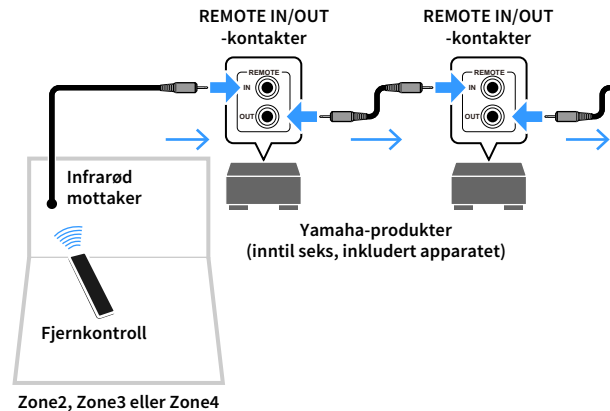 REMOTE IN/OUT
-kontakter
REMOTE IN/OUT
-kontakter
REMOTE
IN
OUT
REMOTE
IN
OUT
Infrarød
mottaker
Yamaha-produkter
(inntil seks, inkludert apparatet)
Fjernkontroll
Zone2, Zone3 eller Zone4